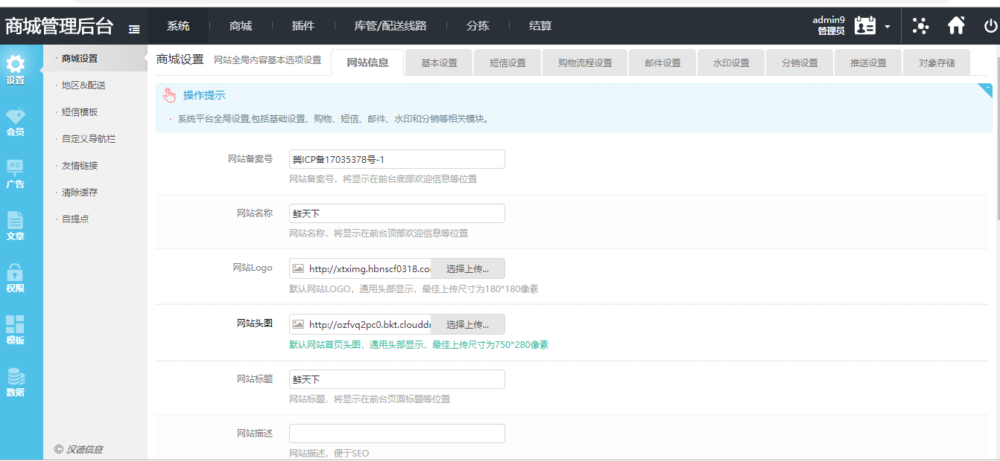 商城管理后台
系统
商城
插件
库管/配送线路
分拣
结算
admin9
管理员
设置
会员
AD
广告
文章
权限
模板
数据
· 商城设置
· 地区&配送
· 短信模板
· 自定义导航栏
· 友情链接
· 清除缓存
· 自提点
© 汉德信息
商城设置 网站全局内容基本选项设置
网站信息
基本设置
短信设置
购物流程设置
邮件设置
水印设置
分销设置
推送设置
对象存储
操作提示
系统平台全局设置,包括基础设置、购物、短信、邮件、水印和分销等相关模块。
网站备案号 冀ICP备17035378号-1
网站备案号，将显示在前台底部欢迎信息等位置
网站名称 鲜天下
网站名称，将显示在前台顶部欢迎信息等位置
网站Logo http://xtximg.hbnscf0318.co 选择上传...
默认网站LOGO，通用头部显示，最佳上传尺寸为180*180像素
网站头图 http://ozfvq2pc0.bkt.clouddr 选择上传...
默认网站首页头图，通用头部显示，最佳上传尺寸为750*280像素
网站标题 鲜天下
网站标题，将显示在前台页面标题等位置
网站描述
网站描述，便于SEO